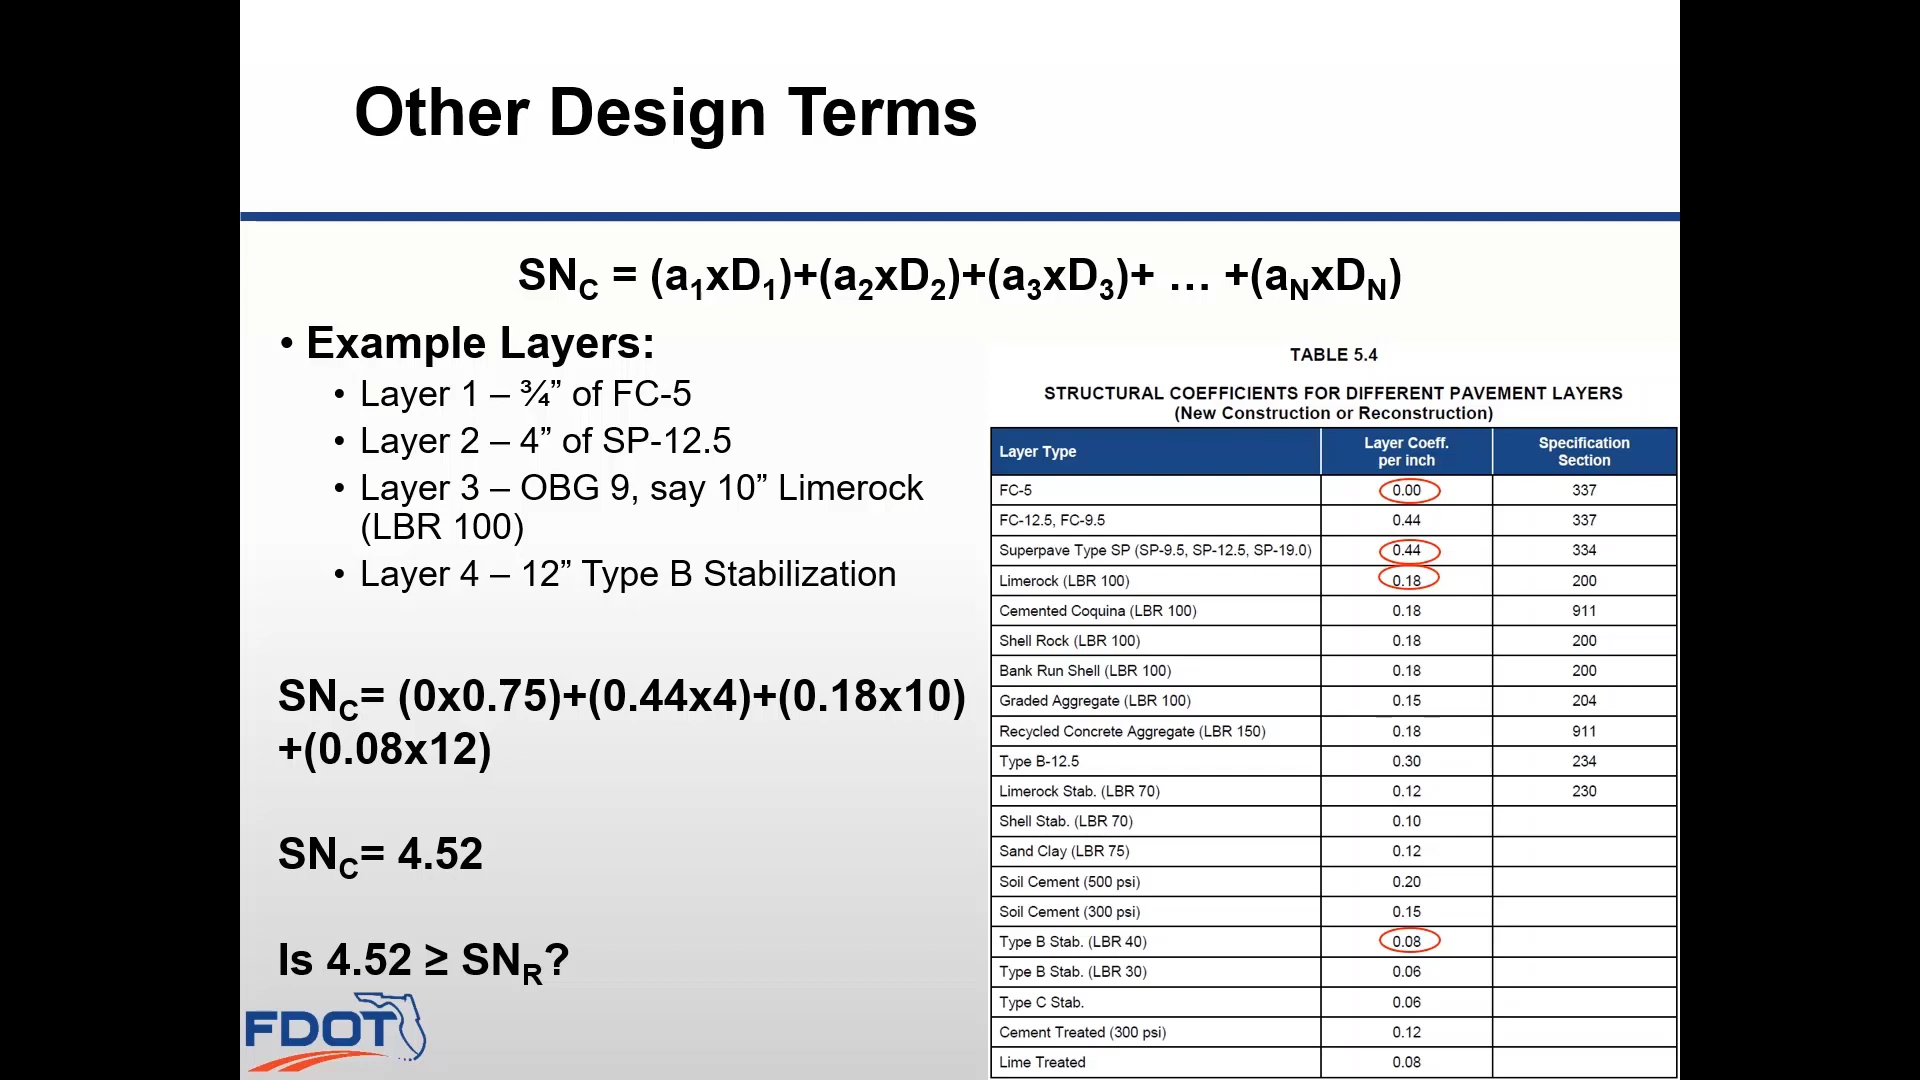 Other Design Terms
SNC = (a1xD1)+(a2xD2)+(a3xD3)+ … +(aNxDN)
• Example Layers:
• Layer 1 – ¾” of FC-5
• Layer 2 – 4” of SP-12.5
• Layer 3 – OBG 9, say 10” Limerock
(LBR 100)
• Layer 4 – 12” Type B Stabilization
SNC= (0x0.75)+(0.44x4)+(0.18x10)
+(0.08x12)
SNC= 4.52
Is 4.52 ≥ SNR?
FDOT
TABLE 5.4
STRUCTURAL COEFFICIENTS FOR DIFFERENT PAVEMENT LAYERS
(New Construction or Reconstruction)
Layer Type Layer Coeff. per inch Specification Section
FC-5 0.00 337
FC-12.5, FC-9.5 0.44 337
Superpave Type SP (SP-9.5, SP-12.5, SP-19.0) 0.44 334
Limerock (LBR 100) 0.18 200
Cemented Coquina (LBR 100) 0.18 911
Shell Rock (LBR 100) 0.18 200
Bank Run Shell (LBR 100) 0.18 200
Graded Aggregate (LBR 100) 0.15 204
Recycled Concrete Aggregate (LBR 150) 0.18 911
Type B-12.5 0.30 234
Limerock Stab. (LBR 70) 0.12 230
Shell Stab. (LBR 70) 0.10
Sand Clay (LBR 75) 0.12
Soil Cement (500 psi) 0.20
Soil Cement (300 psi) 0.15
Type B Stab. (LBR 40) 0.08
Type B Stab. (LBR 30) 0.06
Type C Stab. 0.06
Cement Treated (300 psi) 0.12
Lime Treated 0.08